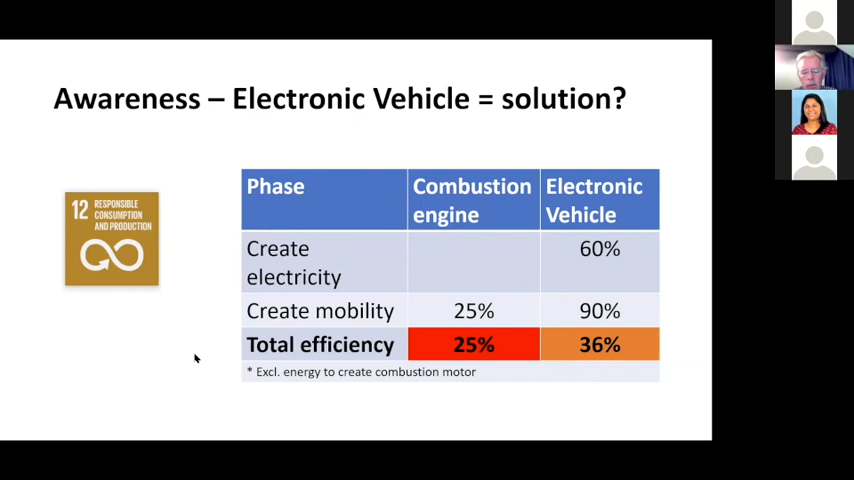 Awareness – Electronic Vehicle = solution?
12 RESPONSIBLE
CONSUMPTION
AND PRODUCTION
Phase
Combustion
engine
Electronic
Vehicle
Create
electricity
60%
Create mobility
25%
90%
Total efficiency
25%
36%
* Excl. energy to create combustion motor